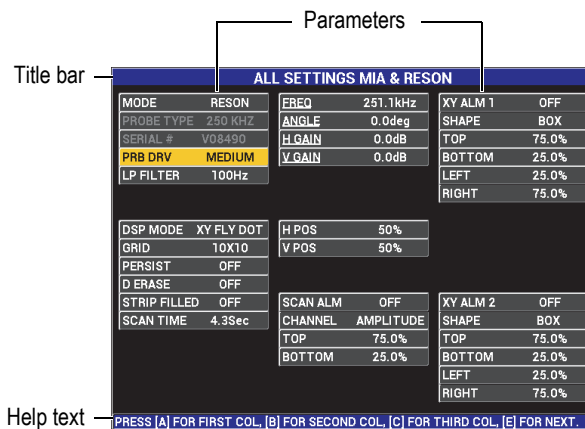 Parameters
Title bar
ALL SETTINGS MIA & RESON
MODE RESON
PROBE TYPE 250 KHZ
SERIAL # V08490
PRB DRV MEDIUM
LP FILTER 100Hz
FREQ 251.1kHz
ANGLE 0.0deg
H GAIN 0.0dB
V GAIN 0.0dB
XY ALM 1 OFF
SHAPE BOX
TOP 75.0%
BOTTOM 25.0%
LEFT 25.0%
RIGHT 75.0%
DSP MODE XY FLY DOT
GRID 10X10
PERSIST OFF
D ERASE OFF
STRIP FILLED OFF
SCAN TIME 4.3Sec
H POS 50%
V POS 50%
SCAN ALM OFF
CHANNEL AMPLITUDE
TOP 75.0%
BOTTOM 25.0%
XY ALM 2 OFF
SHAPE BOX
TOP 75.0%
BOTTOM 25.0%
LEFT 25.0%
RIGHT 75.0%
Help text
PRESS [A] FOR FIRST COL, [B] FOR SECOND COL, [C] FOR THIRD COL, [E] FOR NEXT.